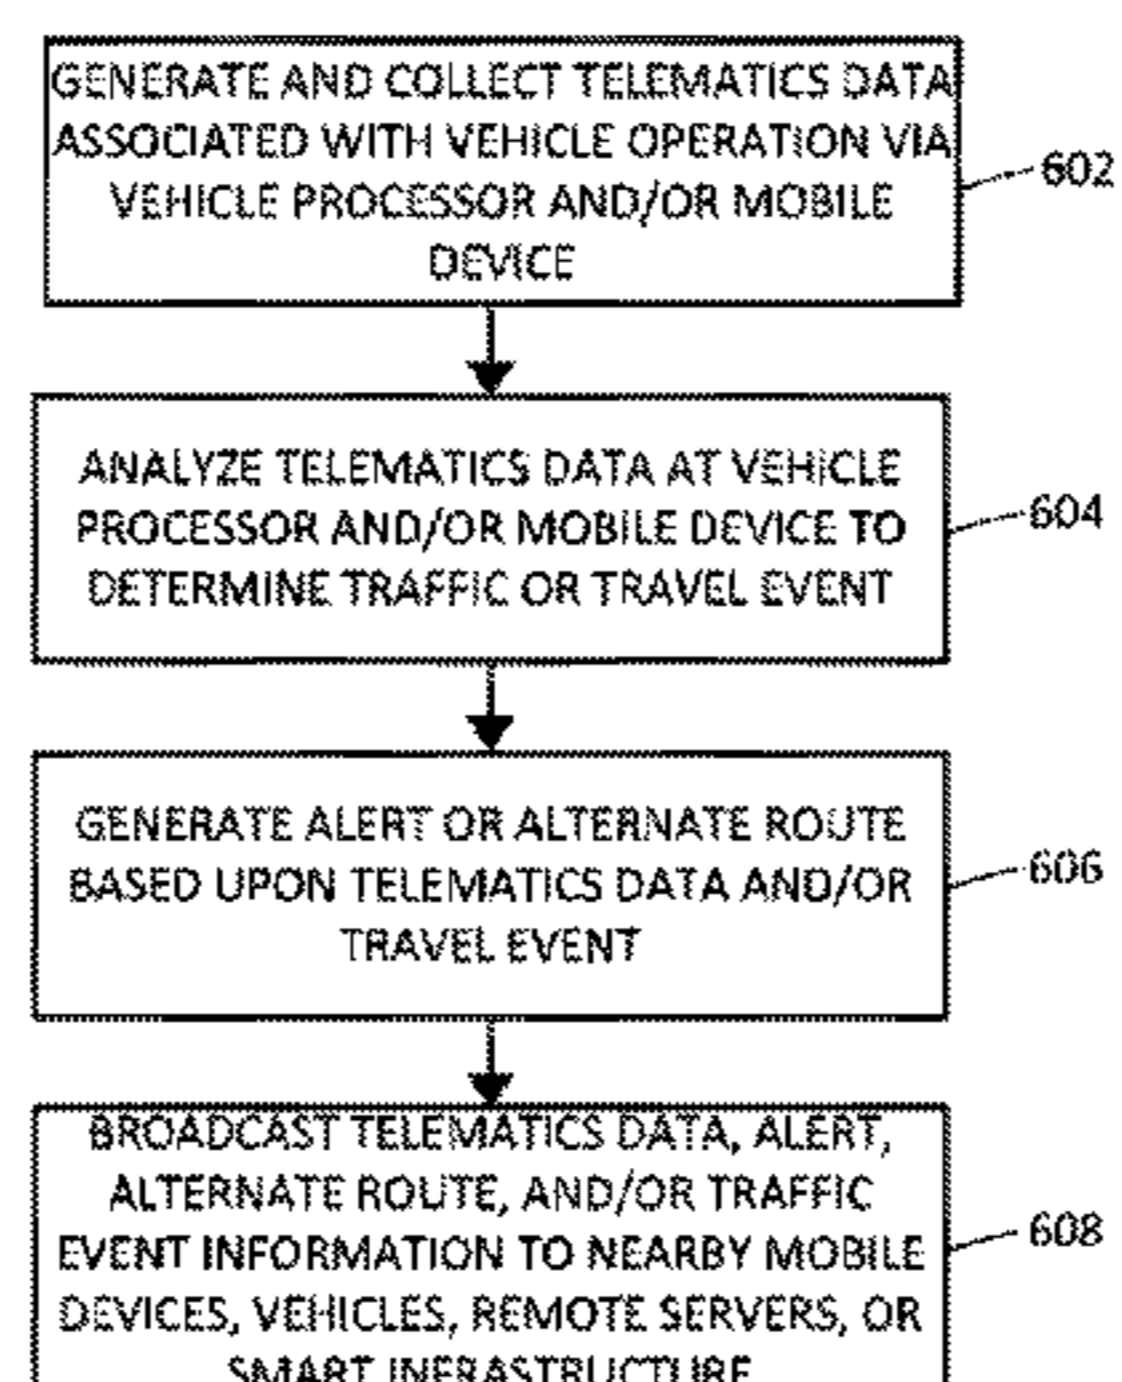 GENERATE AND COLLECT TELEMATICS DATA
ASSOCIATED WITH VEHICLE OPERATION VIA
VEHICLE PROCESSOR AND/OR MOBILE
DEVICE
602
ANALYZE TELEMATICS DATA AT VEHICLE
PROCESSOR AND/OR MOBILE DEVICE TO
DETERMINE TRAFFIC OR TRAVEL EVENT
604
GENERATE ALERT OR ALTERNATE ROUTE
BASED UPON TELEMATICS DATA AND/OR
TRAVEL EVENT
606
BROADCAST TELEMATICS DATA, ALERT,
ALTERNATE ROUTE, AND/OR TRAFFIC
EVENT INFORMATION TO NEARBY MOBILE
DEVICES, VEHICLES, REMOTE SERVERS, OR
SMART INFRASTRUCTURE
608